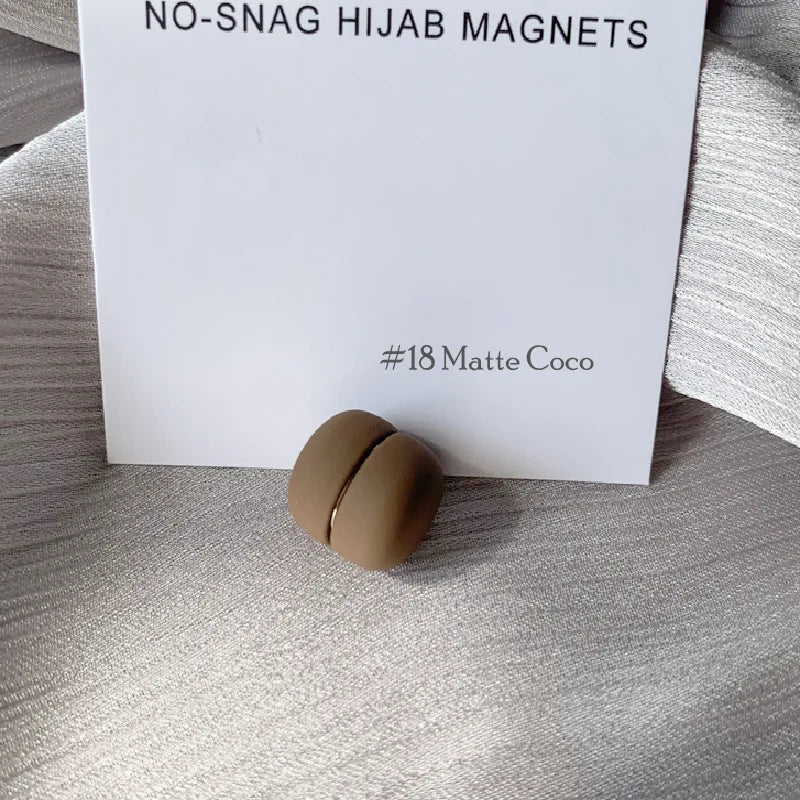 NO-SNAG HIJAB MAGNETS
#18 Matte Coco